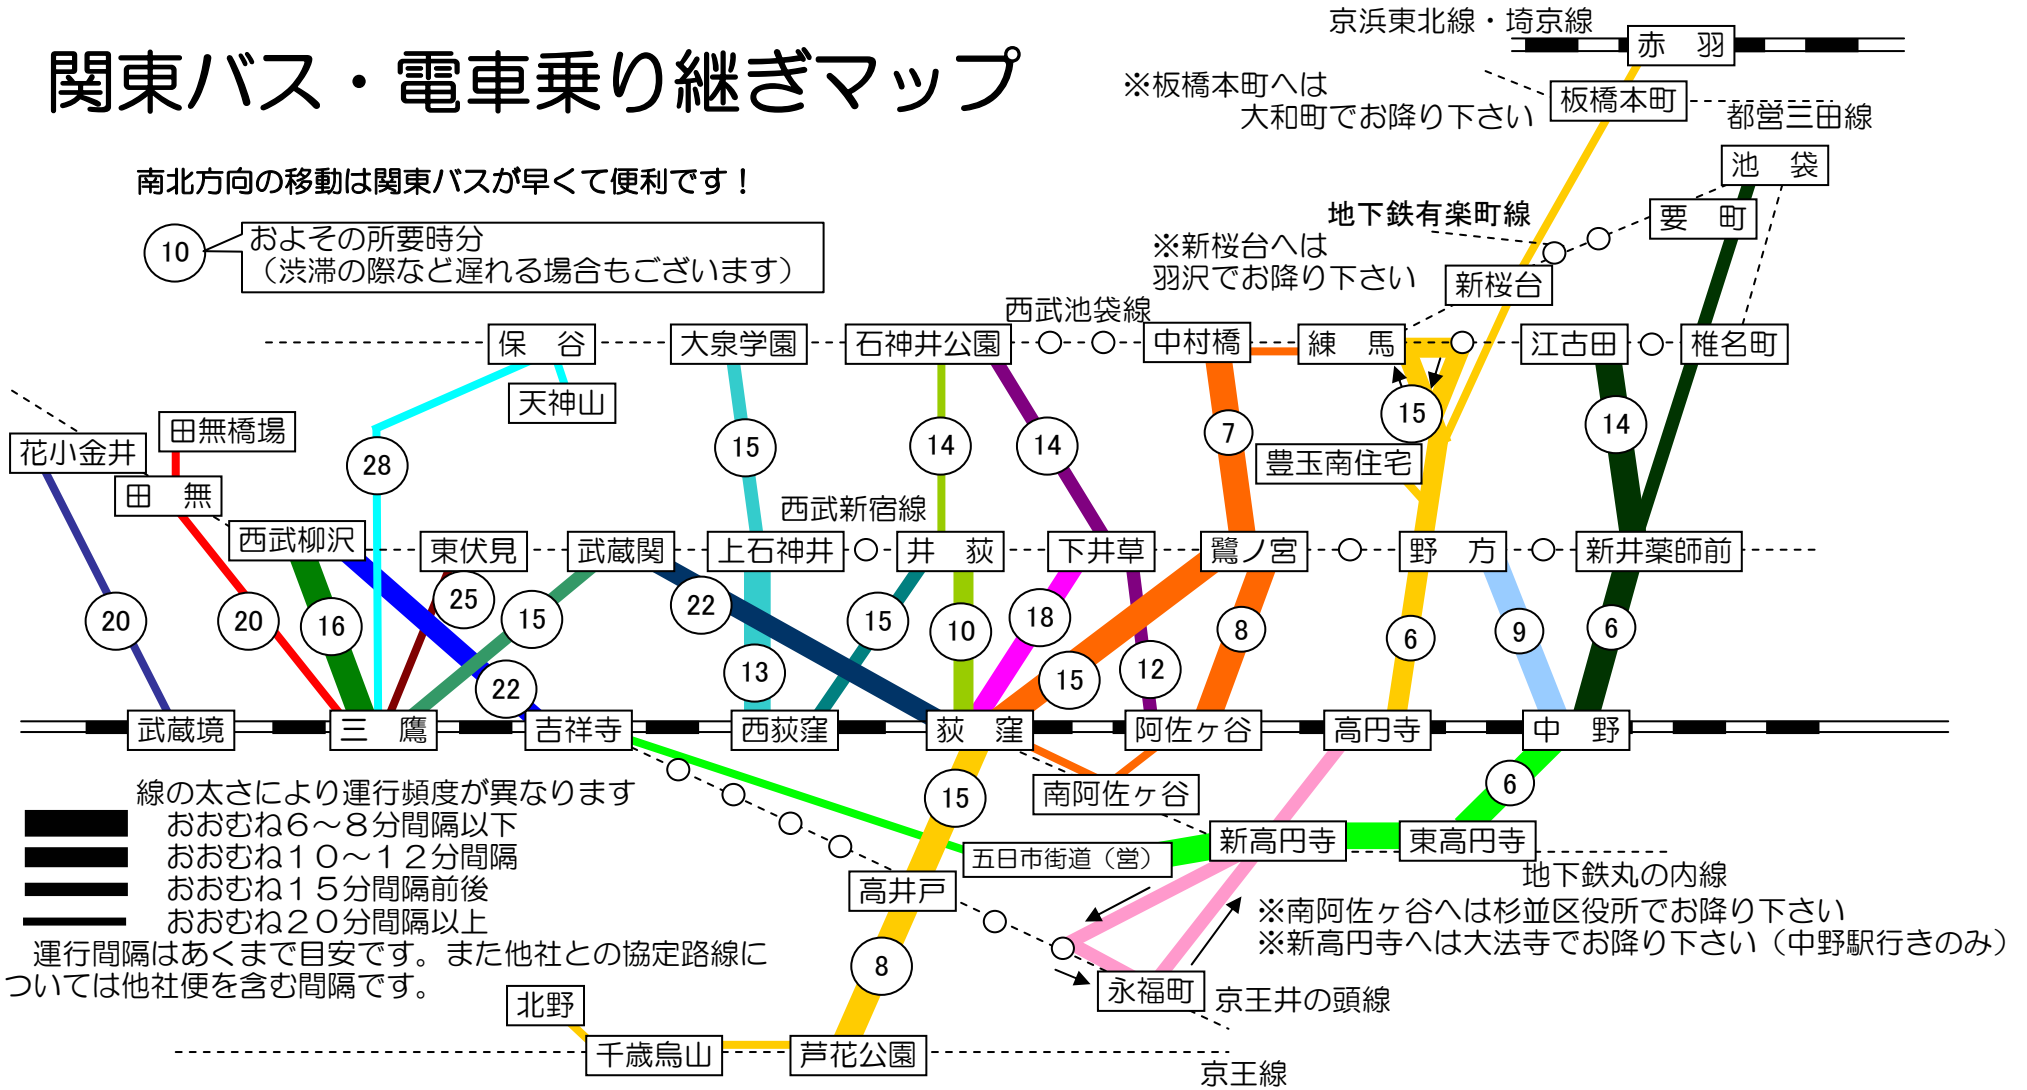 関東バス・電車乗り継ぎマップ
南北方向の移動は関東バスが早くて便利です！
10
およその所要時分
（渋滞の際など遅れる場合もございます）
京浜東北線・埼京線
赤　羽
※板橋本町へは
大和町でお降り下さい
板橋本町
都営三田線
池　袋
地下鉄有楽町線
要　町
※新桜台へは
羽沢でお降り下さい
新桜台
西武池袋線
保　谷
大泉学園
石神井公園
中村橋
練　馬
江古田
椎名町
天神山
花小金井
田無橋場
田　無
28
15
14
14
7
15
14
豊玉南住宅
西武新宿線
西武柳沢
東伏見
武蔵関
上石神井
井　荻
下井草
鷺ノ宮
野　方
新井薬師前
20
20
16
25
15
22
22
13
15
10
18
15
12
8
6
9
6
武蔵境
三　鷹
吉祥寺
西荻窪
荻　窪
阿佐ヶ谷
高円寺
中　野
15
南阿佐ヶ谷
6
五日市街道（営）
新高円寺
東高円寺
地下鉄丸の内線
高井戸
8
永福町
京王井の頭線
※南阿佐ヶ谷へは杉並区役所でお降り下さい
※新高円寺へは大法寺でお降り下さい（中野駅行きのみ）
線の太さにより運行頻度が異なります
おおむね６～８分間隔以下
おおむね１０～１２分間隔
おおむね１５分間隔前後
おおむね２０分間隔以上
運行間隔はあくまで目安です。また他社との協定路線に
ついては他社便を含む間隔です。
北野
千歳烏山
芦花公園
京王線